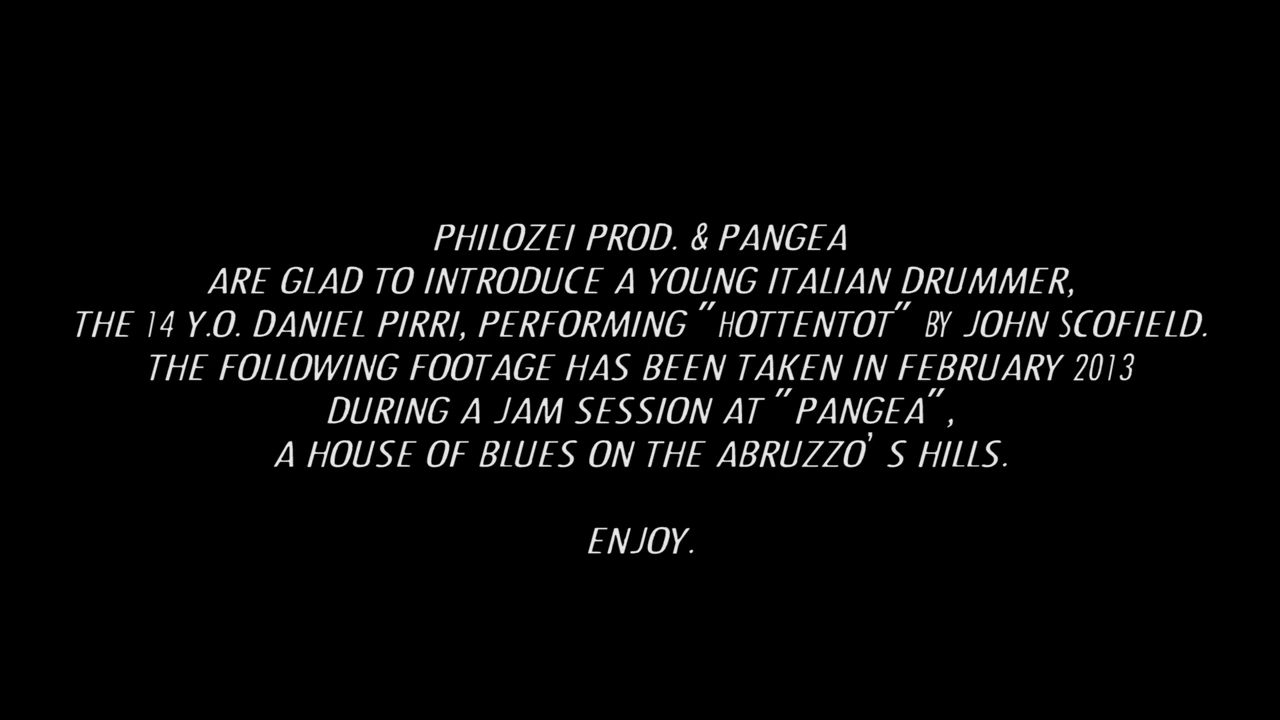 PHILOZEI PROD. & PANGEA
ARE GLAD TO INTRODUCE A YOUNG ITALIAN DRUMMER,
THE 14 Y.O. DANIEL PIRRI, PERFORMING "HOTTENTOT" BY JOHN SCOFIELD.
THE FOLLOWING FOOTAGE HAS BEEN TAKEN IN FEBRUARY 2013
DURING A JAM SESSION AT "PANGEA",
A HOUSE OF BLUES ON THE ABRUZZO'S HILLS.
ENJOY.